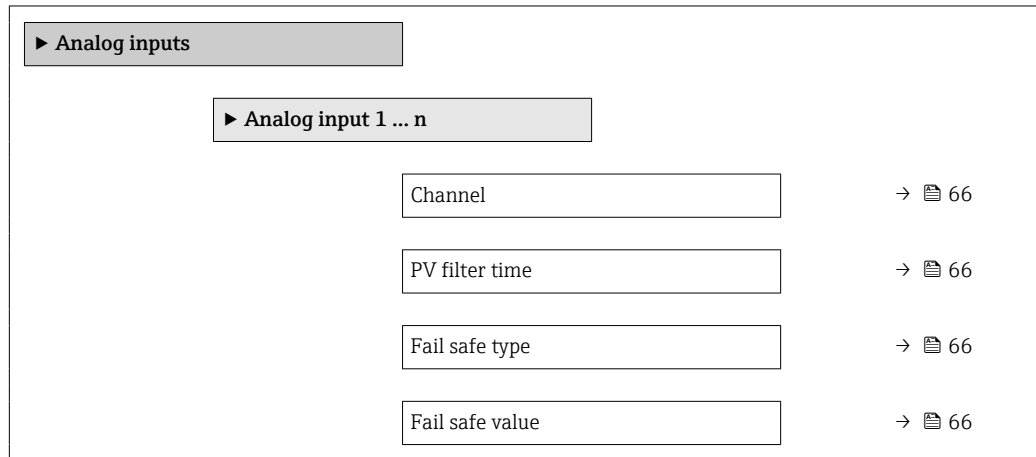 ▶ Analog inputs
▶ Analog input 1 ... n
Channel → 66
PV filter time → 66
Fail safe type → 66
Fail safe value → 66